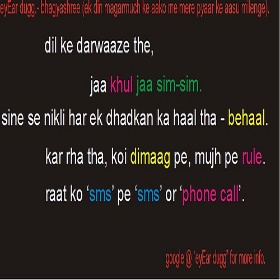 eyEar dugg.- bhagyashree (ek din magarmuch ke aako me mere pyaar ka aasu milenge).
dil ke darwaaze the,
jaa khul jaa sim-sim.
sine se nikli har ek dhadkan ka haal tha - behaal.
kar rha tha, koi dimaag pe, mujh pe rule.
raat ko 'sms' pe 'sms' or 'phone call'.
google @ 'eyEar dugg" for more info.